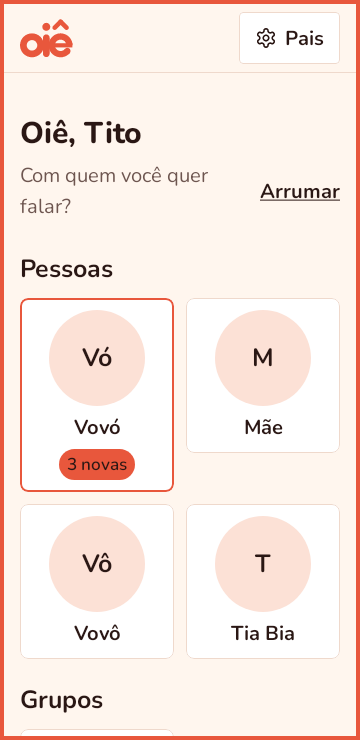 oiê
Pais
Oiê, Tito
Com quem você quer
falar?
Arrumar
Pessoas
Vó
Vovó
3 novas
M
Mãe
Vô
Vovô
T
Tia Bia
Grupos